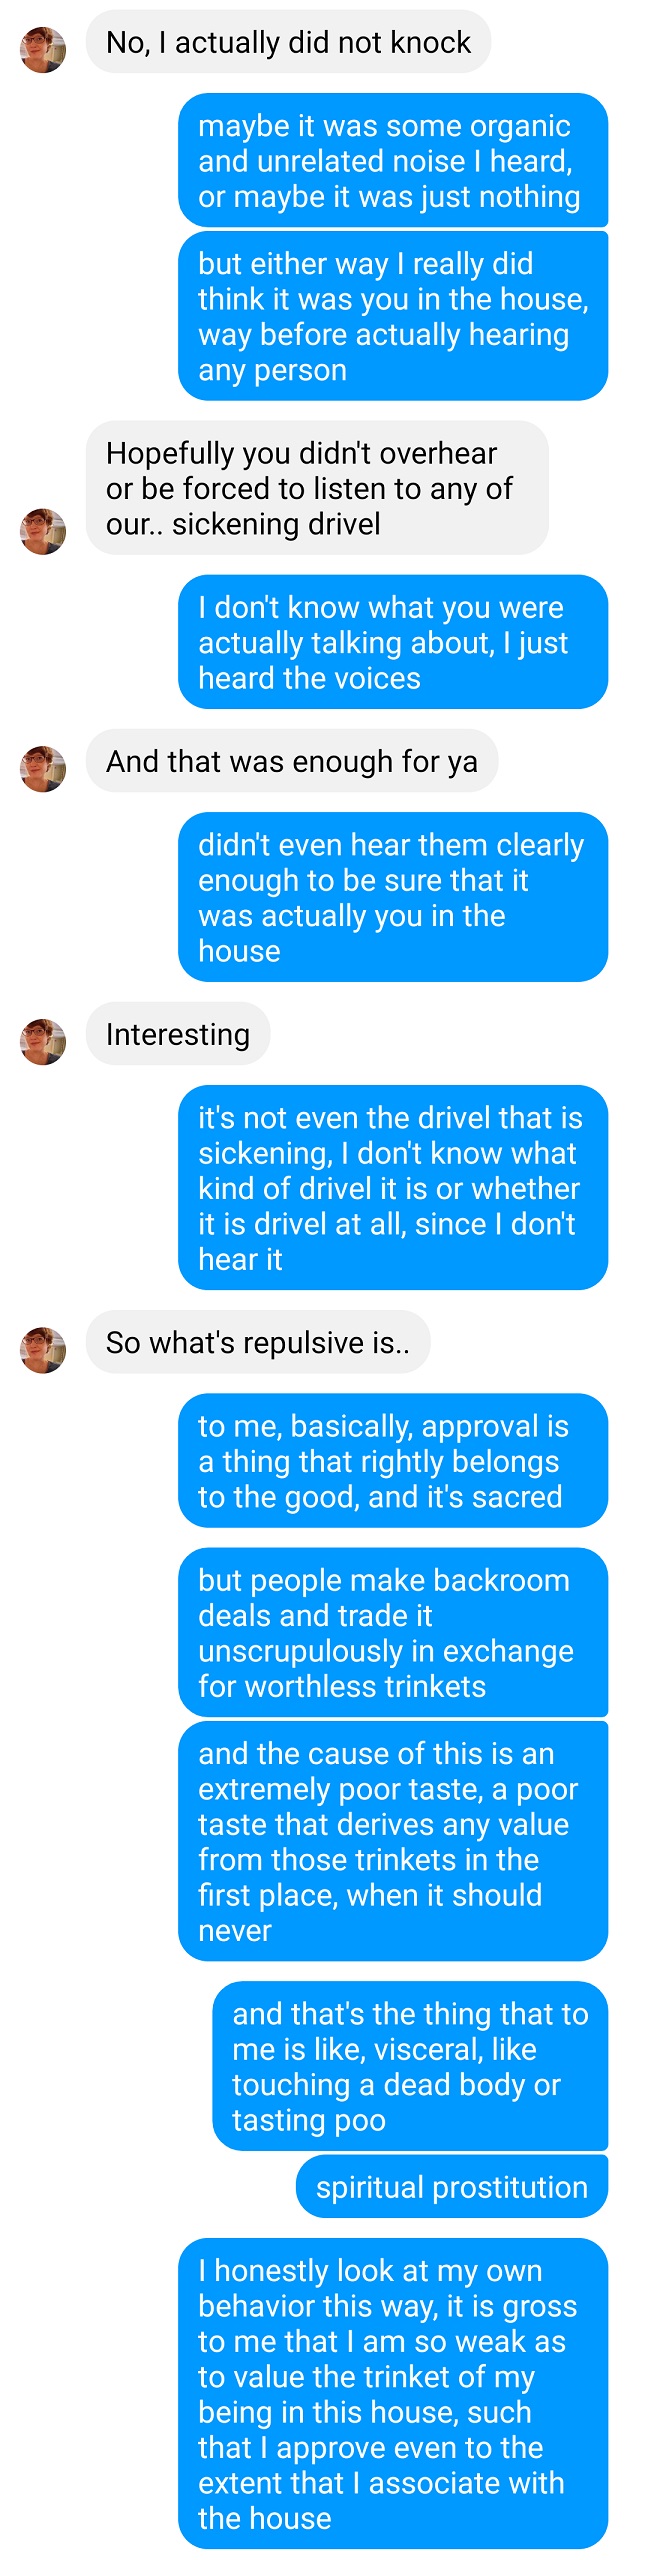 No, I actually did not knock
maybe it was some organic
and unrelated noise I heard,
or maybe it was just nothing
but either way I really did
think it was you in the house,
way before actually hearing
any person
Hopefully you didn't overhear
or be forced to listen to any of
our.. sickening drivel
I don't know what you were
actually talking about, I just
heard the voices
And that was enough for ya
didn't even hear them clearly
enough to be sure that it
was actually you in the
house
Interesting
it's not even the drivel that is
sickening, I don't know what
kind of drivel it is or whether
it is drivel at all, since I don't
hear it
So what's repulsive is..
to me, basically, approval is
a thing that rightly belongs
to the good, and it's sacred
but people make backroom
deals and trade it
unscrupulously in exchange
for worthless trinkets
and the cause of this is an
extremely poor taste, a poor
taste that derives any value
from those trinkets in the
first place, when it should
never
and that's the thing that to
me is like, visceral, like
touching a dead body or
tasting poo
spiritual prostitution
I honestly look at my own
behavior this way, it is gross
to me that I am so weak as
to value the trinket of my
being in this house, such
that I approve even to the
extent that I associate with
the house